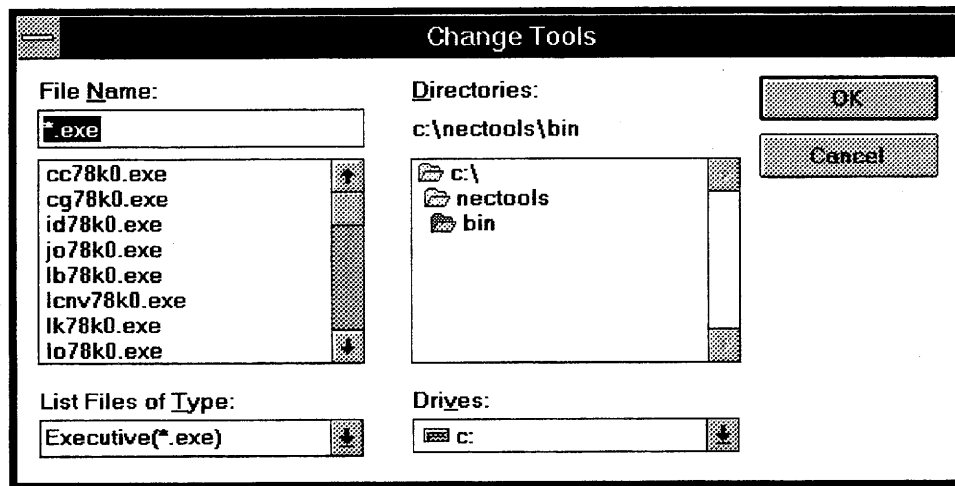 Change Tools
File Name:
*.exe
cc78k0.exe
cg78k0.exe
id78k0.exe
jo78k0.exe
lb78k0.exe
lcnv78k0.exe
lk78k0.exe
lo78k0.exe
List Files of Type:
Executive(*.exe)
Directories:
c:\nectools\bin
c:\
nectools
bin
Drives:
c:
OK
Cancel